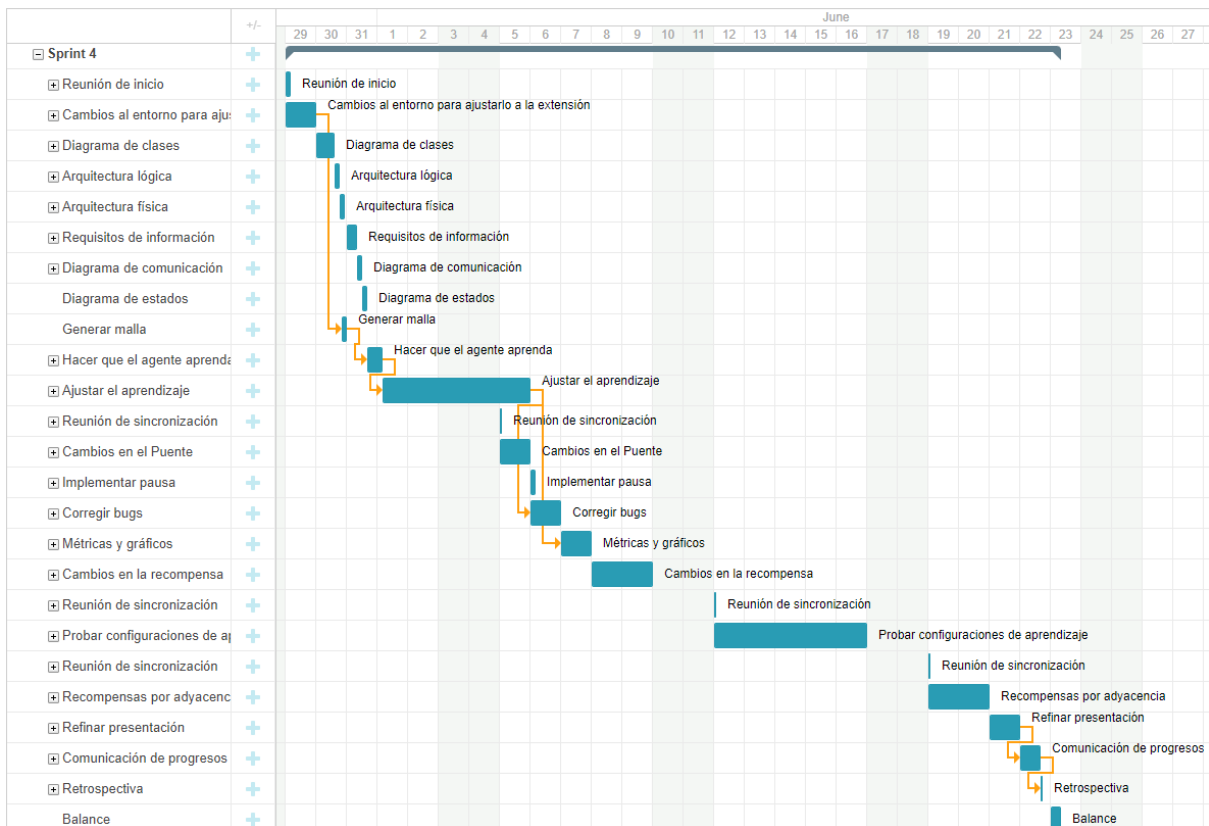 June
+/-
29 30 31 1 2 3 4 5 6 7 8 9 10 11 12 13 14 15 16 17 18 19 20 21 22 23 24 25 26 27
Sprint 4
Reunión de inicio Reunión de inicio
Cambios al entorno para aju Cambios al entorno para ajustarlo a la extensión
Diagrama de clases Diagrama de clases
Arquitectura lógica Arquitectura lógica
Arquitectura física Arquitectura física
Requisitos de información Requisitos de información
Diagrama de comunicación Diagrama de comunicación
Diagrama de estados Diagrama de estados
Generar malla Generar malla
Hacer que el agente aprenda Hacer que el agente aprenda
Ajustar el aprendizaje Ajustar el aprendizaje
Reunión de sincronización Reunión de sincronización
Cambios en el Puente Cambios en el Puente
Implementar pausa Implementar pausa
Corregir bugs Corregir bugs
Métricas y gráficos Métricas y gráficos
Cambios en la recompensa Cambios en la recompensa
Reunión de sincronización Reunión de sincronización
Probar configuraciones de a Probar configuraciones de aprendizaje
Reunión de sincronización Reunión de sincronización
Recompensas por adyacenc Recompensas por adyacencia
Refinar presentación Refinar presentación
Comunicación de progresos Comunicación de progresos
Retrospectiva Retrospectiva
Balance Balance